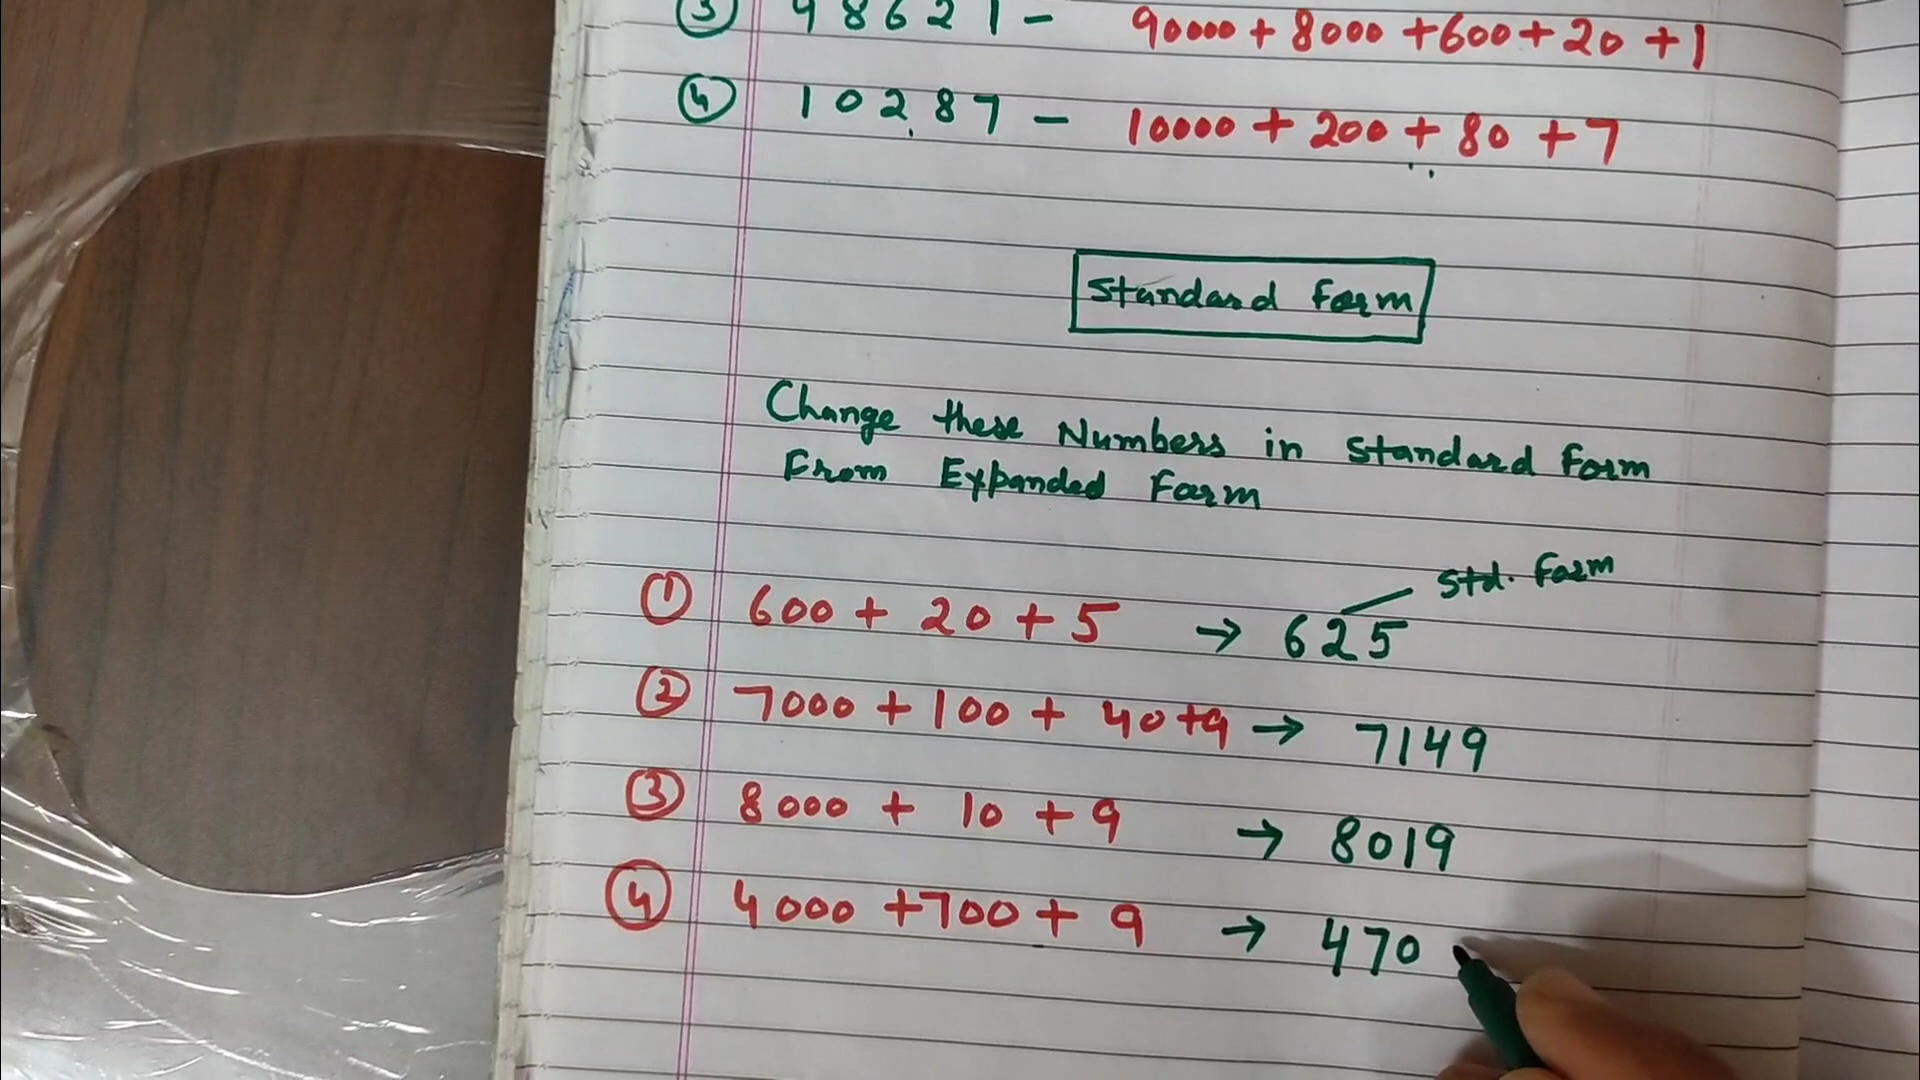 ③ 98621 - 90000 + 8000 + 600 + 20 + 1
④ 10287 - 10000 + 200 + 80 + 7
Standard Form
Change these Numbers in Standard Form
From Expanded Form
Std. Form
① 600 + 20 + 5 → 625
② 7000 + 100 + 40 + 9 → 7149
③ 8000 + 10 + 9 → 8019
④ 4000 + 700 + 9 → 470